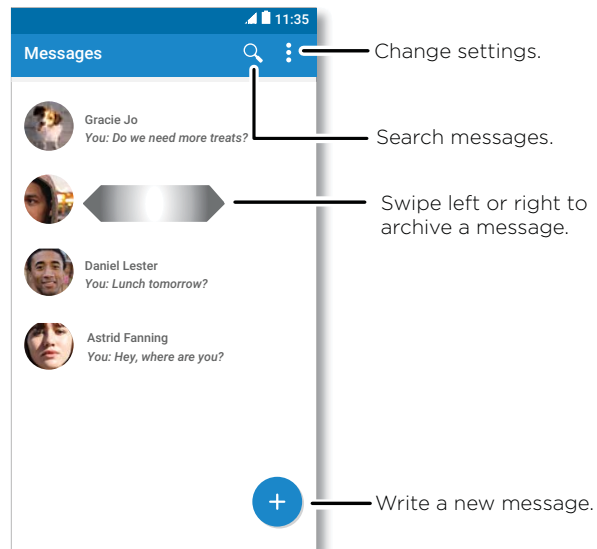 11:35
Messages
Change settings.
Gracie Jo
You: Do we need more treats?
Search messages.
Swipe left or right to
archive a message.
Daniel Lester
You: Lunch tomorrow?
Astrid Fanning
You: Hey, where are you?
+
Write a new message.